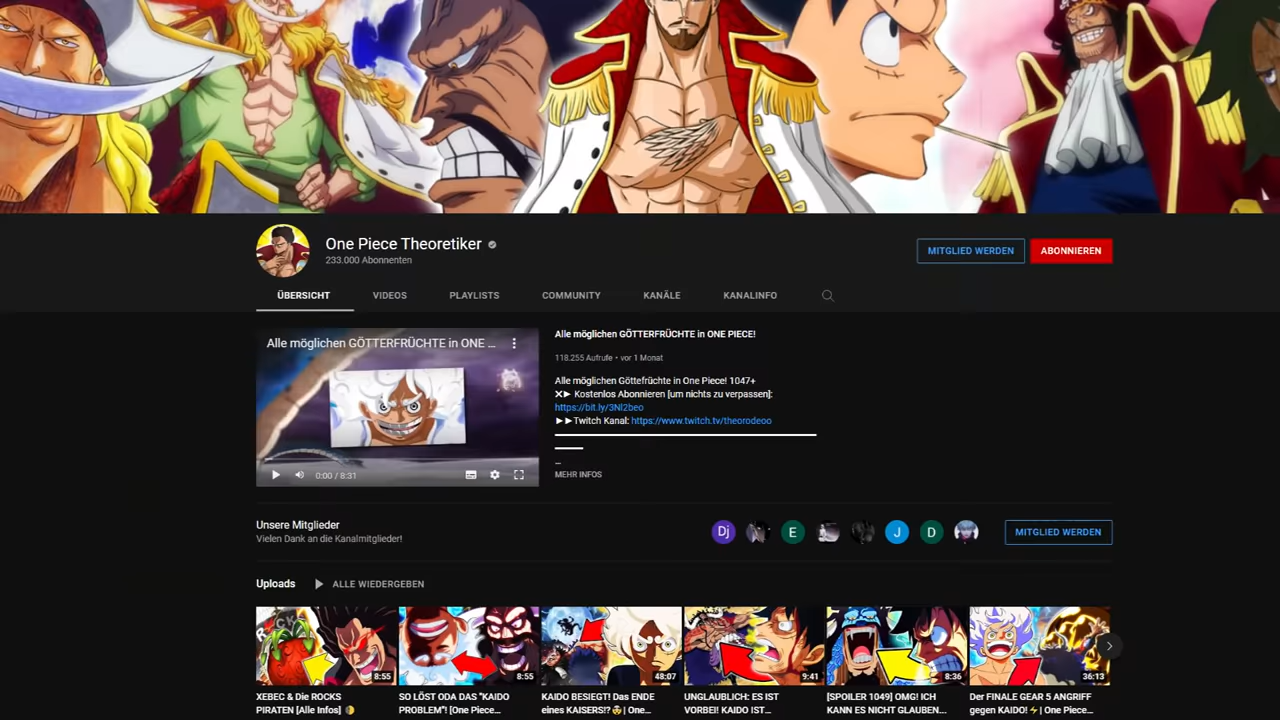 One Piece Theoretiker
233.000 Abonnenten
MITGLIED WERDEN
ABONNIEREN
ÜBERSICHT
VIDEOS
PLAYLISTS
COMMUNITY
KANÄLE
KANALINFO
Alle möglichen GÖTTERFRÜCHTE in ONE ...
0:00 / 8:31
Alle möglichen GÖTTERFRÜCHTE in ONE PIECE!
118.255 Aufrufe • vor 1 Monat
Alle möglichen Göttefrüchte in One Piece! 1047+
✕► Kostenlos Abonnieren [um nichts zu verpassen]:
https://bit.ly/3Nl2beo
►►Twitch Kanal: https://www.twitch.tv/theorodeoo
...
MEHR INFOS
Unsere Mitglieder
Vielen Dank an die Kanalmitglieder!
Dj
E
J
D
MITGLIED WERDEN
Uploads
ALLE WIEDERGEBEN
8:55
8:55
48:07
9:41
8:36
36:13
XEBEC & Die ROCKS
PIRATEN [Alle Infos]
SO LÖST ODA DAS "KAIDO
PROBLEM"! [One Piece...
KAIDO BESIEGT! Das ENDE
eines KAISERS!? | One...
UNGLAUBLICH: ES IST
VORBEI! KAIDO IST...
[SPOILER 1049] OMG! ICH
KANN ES NICHT GLAUBEN...
Der FINALE GEAR 5 ANGRIFF
gegen KAIDO! | One Piece...